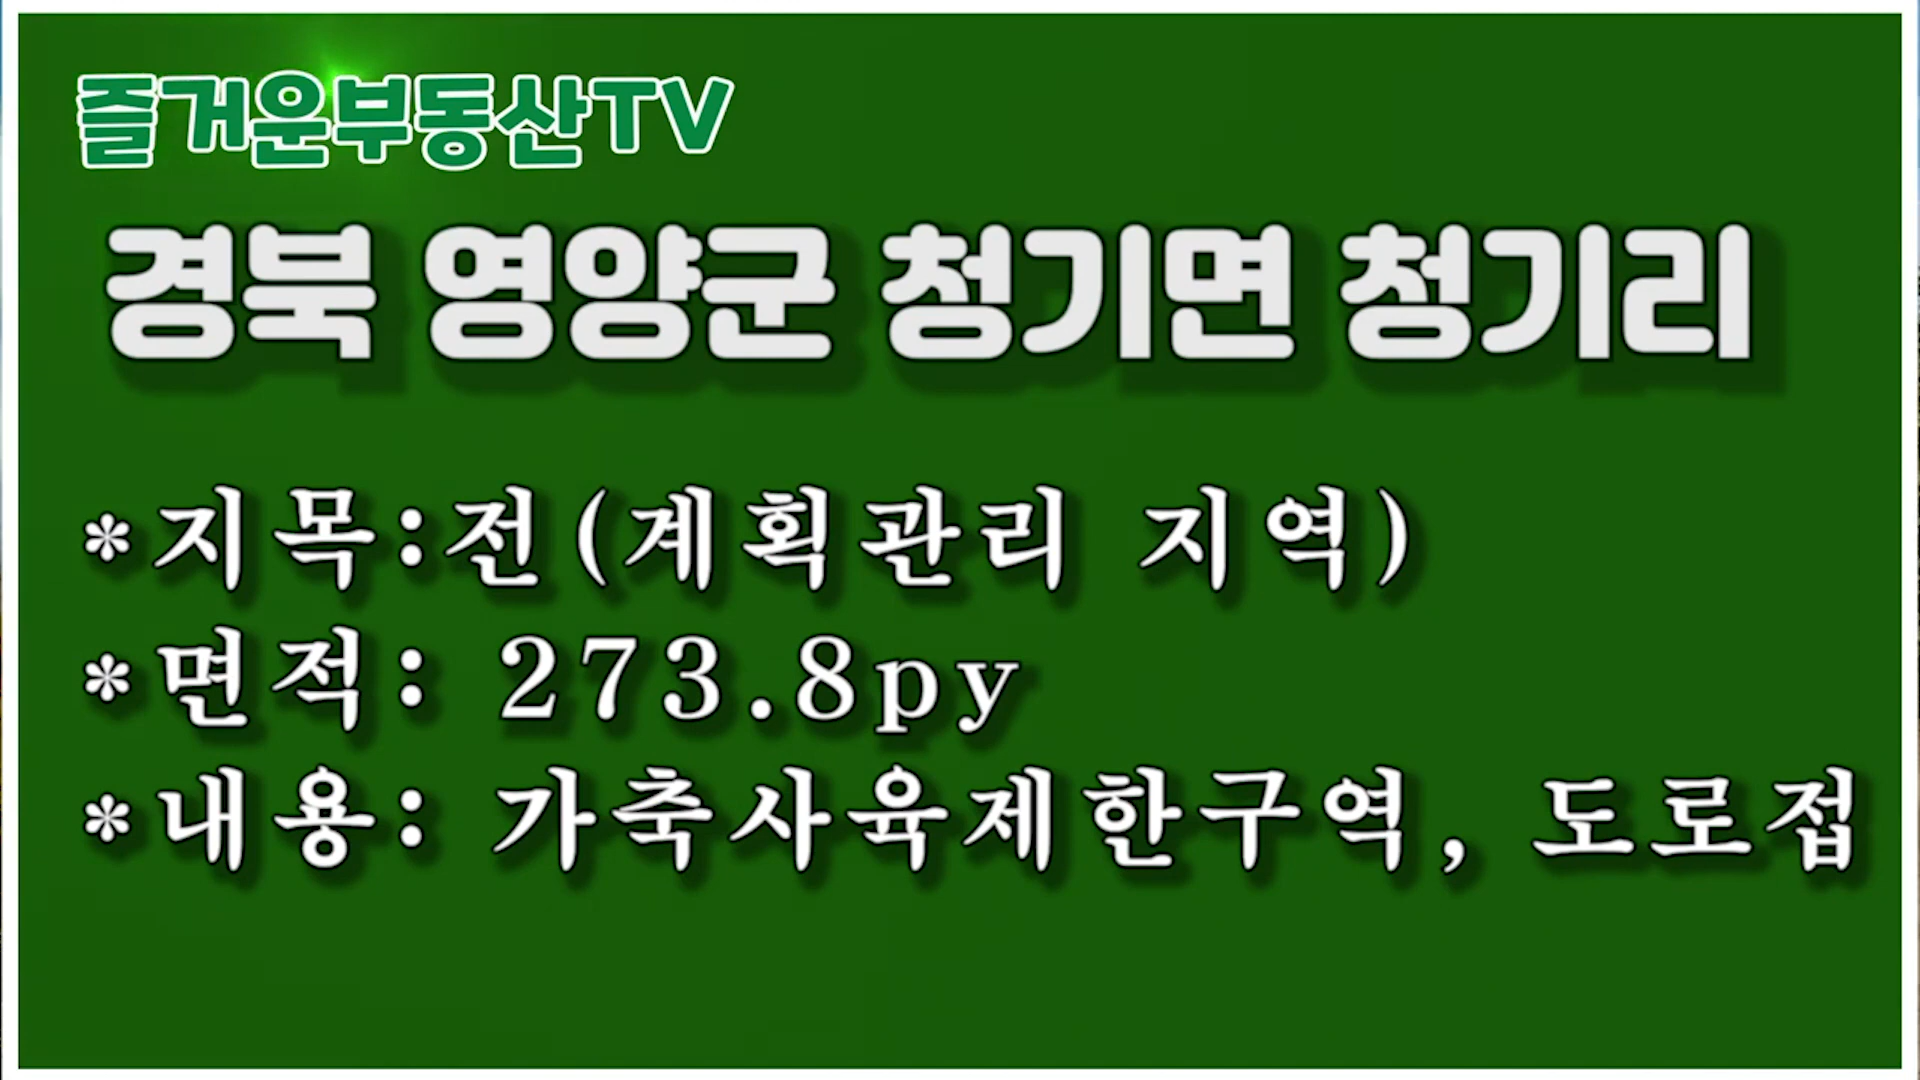 즐거운부동산TV
경북 영양군 청기면 청기리
*지목:전(계획관리 지역)
*면적: 273.8py
*내용: 가축사육제한구역, 도로접